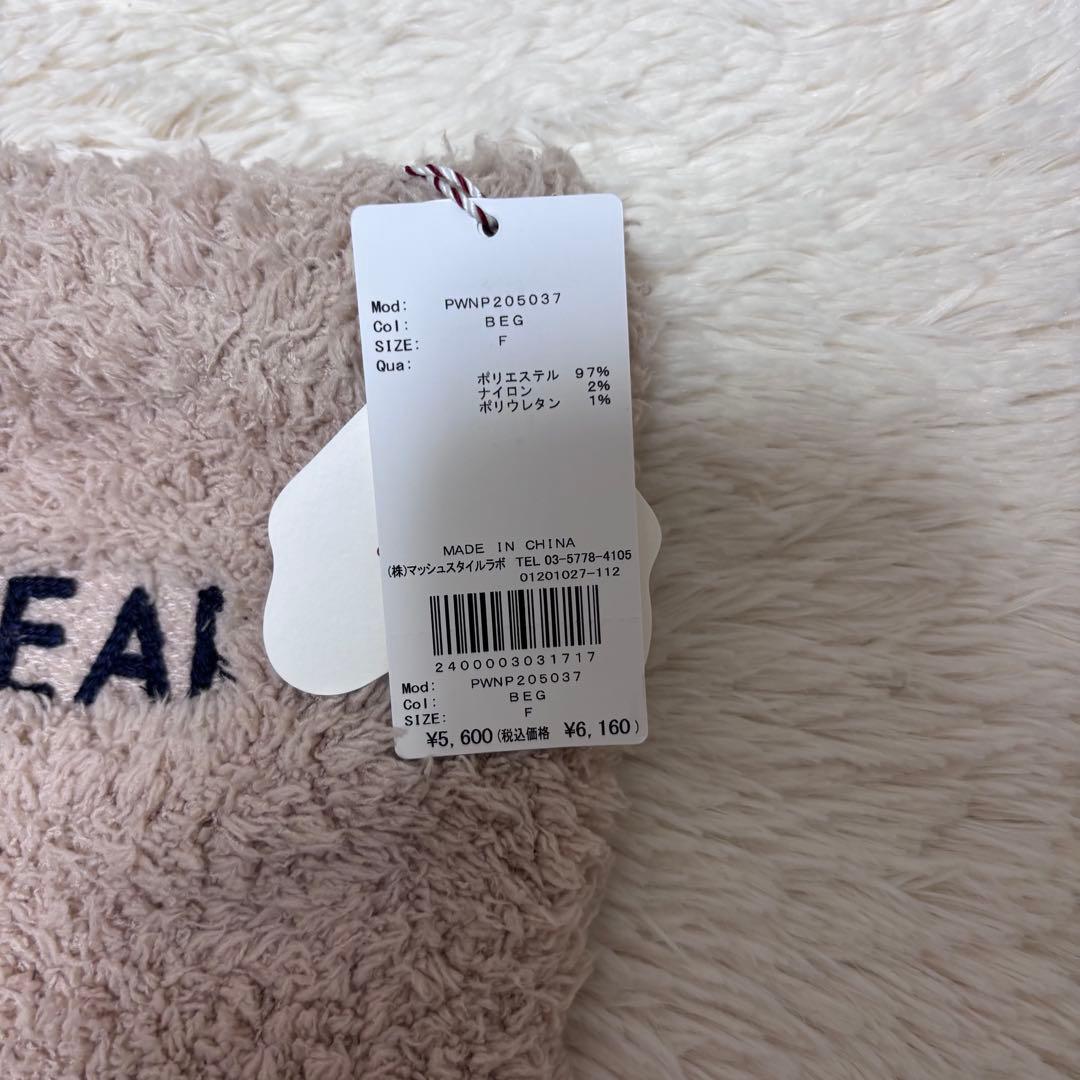 Mod: PWNP205037
Col: BEG
SIZE: F
Qua:
ポリエステル 97%
ナイロン 2%
ポリウレタン 1%
MADE IN CHINA
(株)マッシュスタイルラボ TEL 03-5778-4105
01201027-112
2400003031717
Mod: PWNP205037
Col: BEG
SIZE: F
¥5,600(税込価格 ¥6,160)
EAL